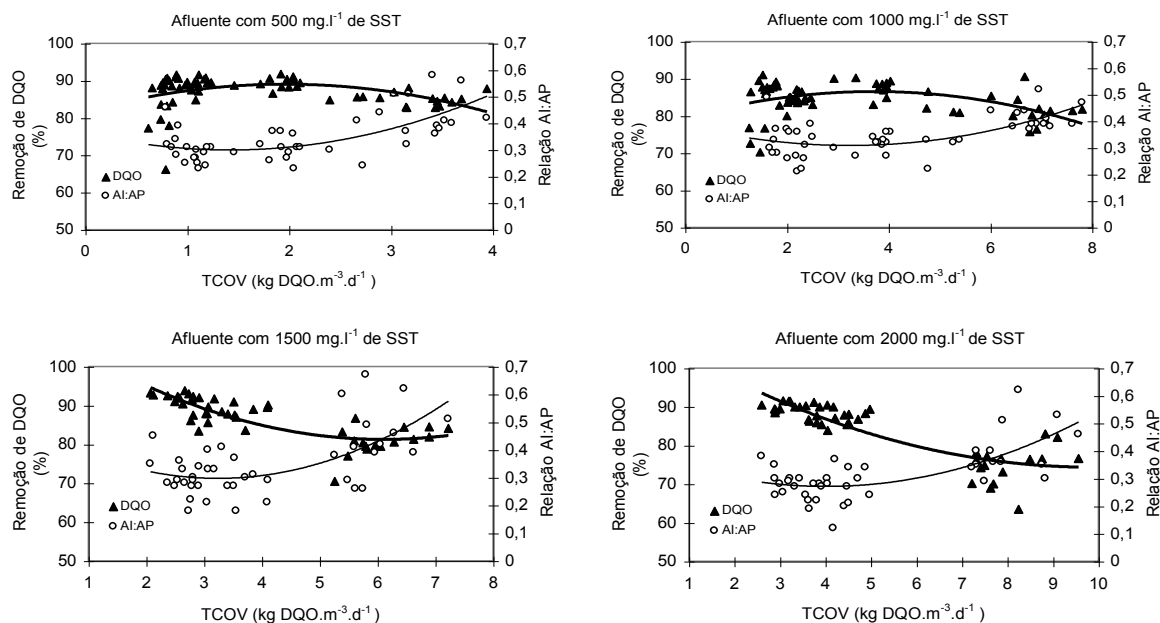 Afluente com 500 mg.l⁻¹ de SST
100
90
80
70
60
50
0,7
0,6
0,5
0,4
0,3
0,2
0,1
0
Remoção de DQO
(%)
Relação AI:AP
DQO
AI:AP
0 1 2 3 4
TCOV (kg DQO.m⁻³.d⁻¹ )
Afluente com 1000 mg.l⁻¹ de SST
100
90
80
70
60
50
0,7
0,6
0,5
0,4
0,3
0,2
0,1
0
Remoção de DQO
(%)
Relação AI:AP
DQO
AI:AP
0 2 4 6 8
TCOV (kg DQO.m⁻³.d⁻¹ )
Afluente com 1500 mg.l⁻¹ de SST
100
90
80
70
60
50
0,7
0,6
0,5
0,4
0,3
0,2
0,1
0
Remoção de DQO
(%)
Relação AI:AP
DQO
AI:AP
1 2 3 4 5 6 7 8
TCOV (kg DQO.m⁻³.d⁻¹ )
Afluente com 2000 mg.l⁻¹ de SST
100
90
80
70
60
50
0,7
0,6
0,5
0,4
0,3
0,2
0,1
0
Remoção de DQO
(%)
Relação AI:AP
DQO
AI:AP
1 2 3 4 5 6 7 8 9 10
TCOV (kg DQO.m⁻³.d⁻¹ )